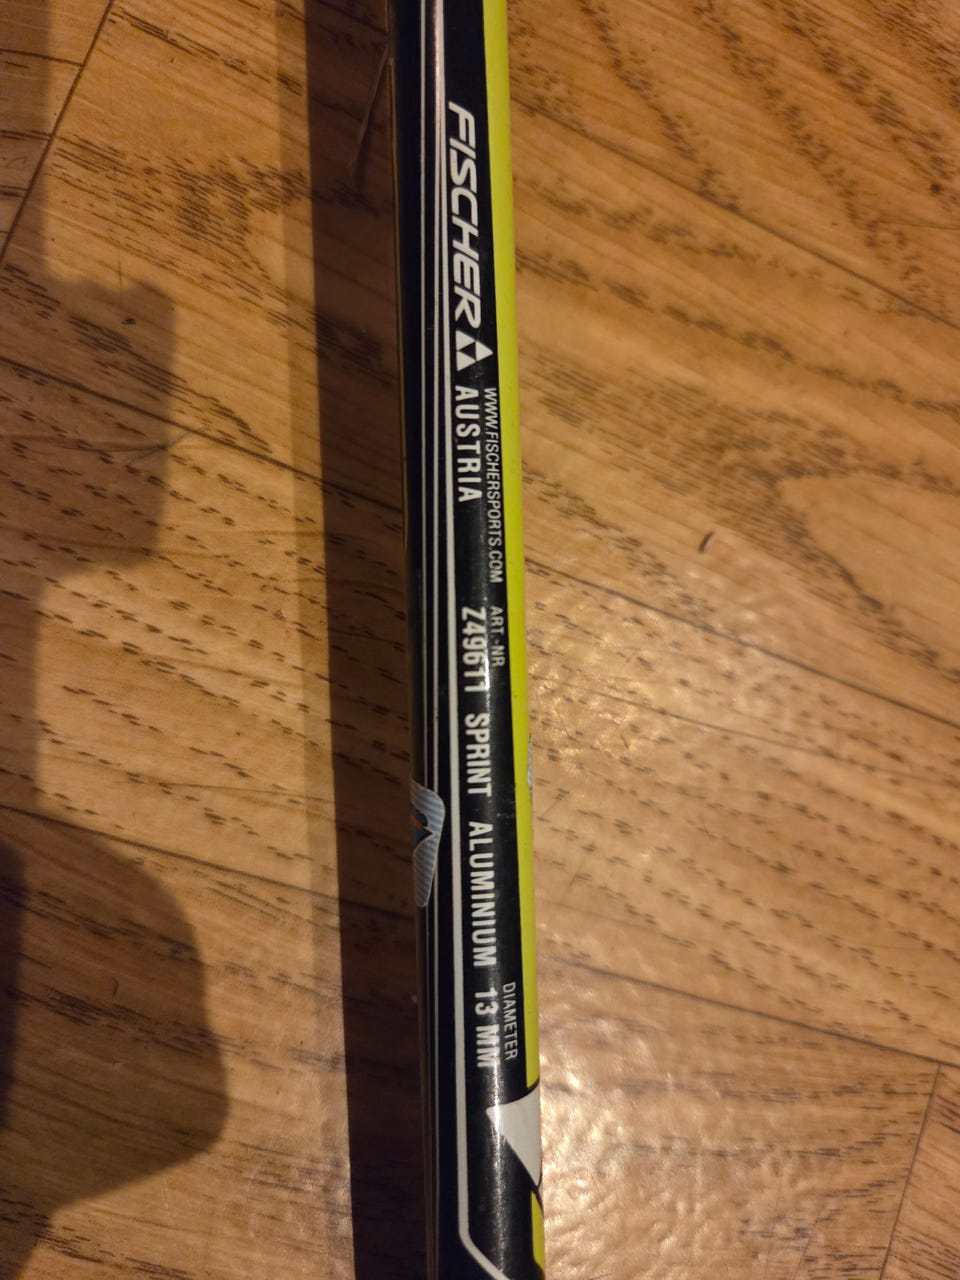 FISCHER
WWW.FISCHERSPORTS.COM
AUSTRIA
ART.-NR
Z49611 SPRINT ALUMINIUM
DIAMETER
13 MM